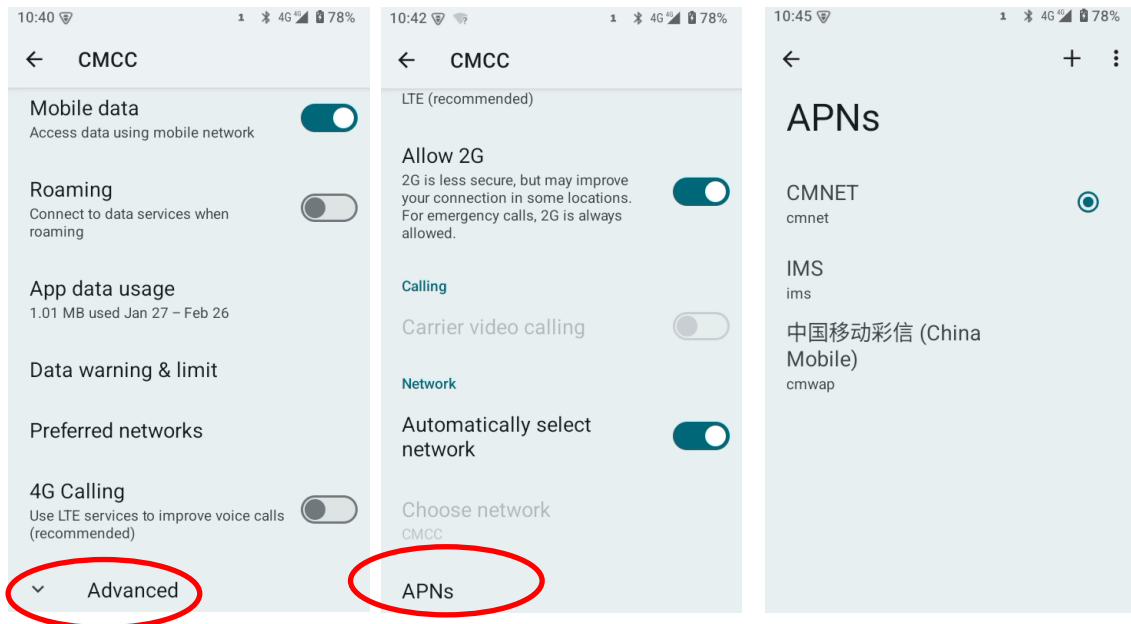 10:40 1 4G 4G 78%
CMCC
Mobile data
Access data using mobile network
Roaming
Connect to data services when
roaming
App data usage
1.01 MB used Jan 27 – Feb 26
Data warning & limit
Preferred networks
4G Calling
Use LTE services to improve voice calls
(recommended)
Advanced
10:42 ? 1 4G 4G 78%
CMCC
LTE (recommended)
Allow 2G
2G is less secure, but may improve
your connection in some locations.
For emergency calls, 2G is always
allowed.
Calling
Carrier video calling
Network
Automatically select
network
Choose network
CMCC
APNs
10:45 1 4G 4G 78%
APNs
CMNET
cmnet
IMS
ims
中国移动彩信 (China
Mobile)
cmwap